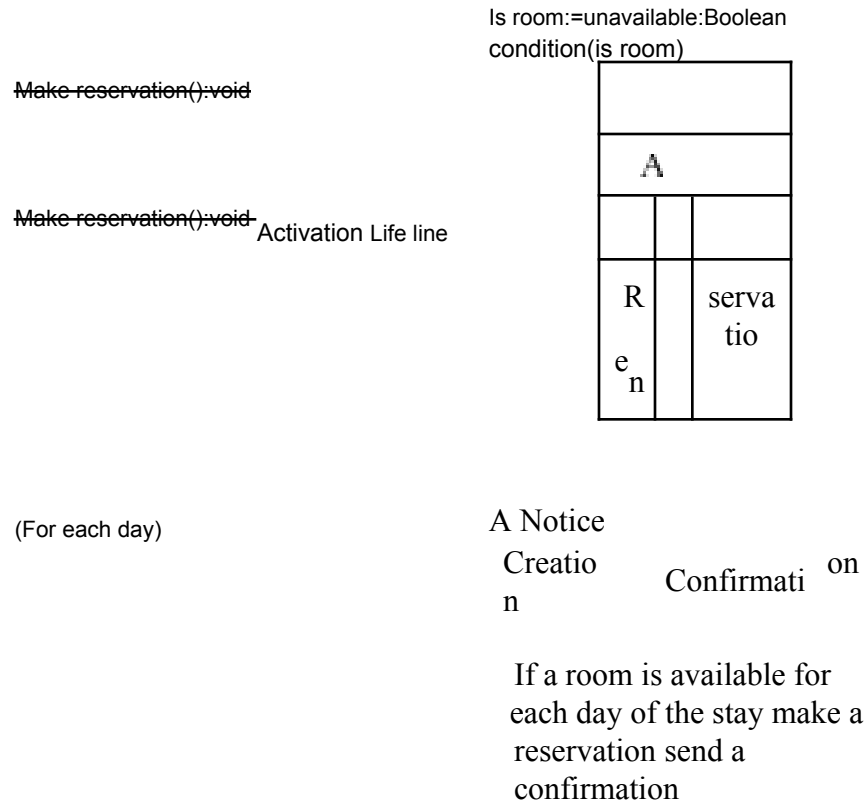 Is room:=unavailable:Boolean
condition(is room)
Make reservation():void
A
Make reservation():void
Activation Life line
R
serva
tio
e
n
(For each day)
A Notice
Creatio
n
Confirmati
on
If a room is available for
each day of the stay make a
reservation send a
confirmation